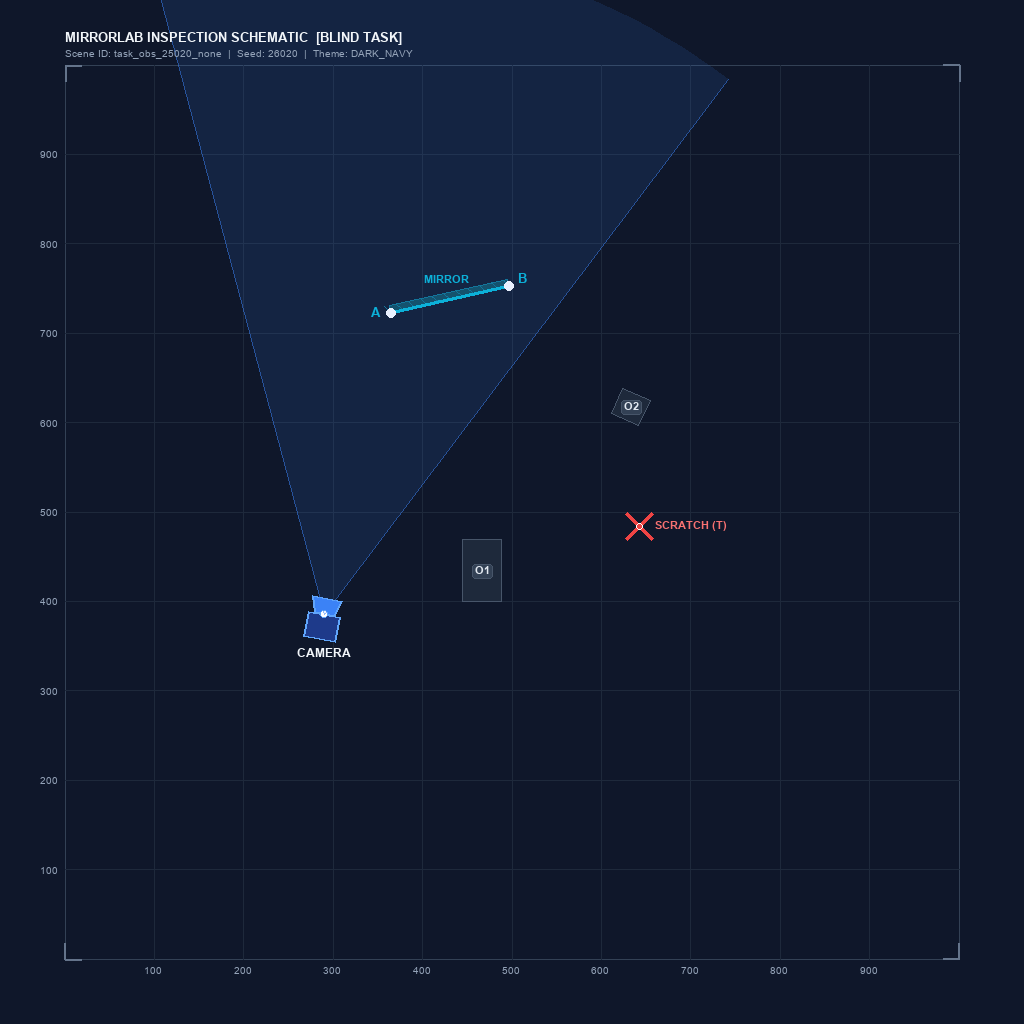 MIRRORLAB INSPECTION SCHEMATIC [BLIND TASK]
Scene ID: task_obs_25020_none | Seed: 26020 | Theme: DARK_NAVY
900
800
MIRROR
B
A
700
O2
600
500
SCRATCH (T)
O1
400
CAMERA
300
200
100
100 200 300 400 500 600 700 800 900